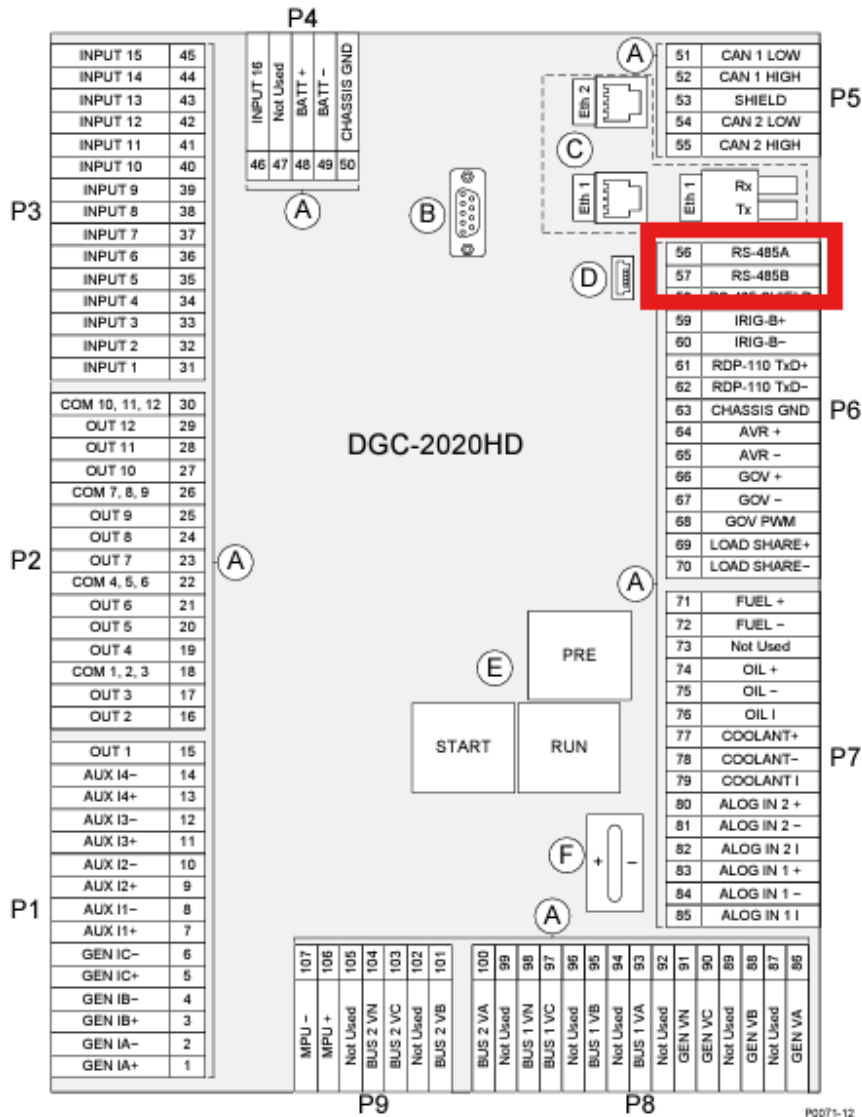 P4
INPUT 15 45
INPUT 14 44
INPUT 13 43
INPUT 12 42
INPUT 11 41
INPUT 10 40
INPUT 9 39
INPUT 8 38
INPUT 7 37
INPUT 6 36
INPUT 5 35
INPUT 4 34
INPUT 3 33
INPUT 2 32
INPUT 1 31
P3
COM 10, 11, 12 30
OUT 12 29
OUT 11 28
OUT 10 27
COM 7, 8, 9 26
OUT 9 25
OUT 8 24
OUT 7 23
COM 4, 5, 6 22
OUT 6 21
OUT 5 20
OUT 4 19
COM 1, 2, 3 18
OUT 3 17
OUT 2 16
P2
A
OUT 1 15
AUX I4− 14
AUX I4+ 13
AUX I3− 12
AUX I3+ 11
AUX I2− 10
AUX I2+ 9
AUX I1− 8
AUX I1+ 7
GEN IC− 6
GEN IC+ 5
GEN IB− 4
GEN IB+ 3
GEN IA− 2
GEN IA+ 1
P1
INPUT 16 46
Not Used 47
BATT + 48
BATT − 49
CHASSIS GND 50
A
B
Eth 2
C
Eth 1
Eth 1
Rx
Tx
D
DGC-2020HD
E
PRE
START
RUN
F
+ −
A
51 CAN 1 LOW
52 CAN 1 HIGH
53 SHIELD
54 CAN 2 LOW
55 CAN 2 HIGH
P5
56 RS-485A
57 RS-485B
58 RS-485 SHIELD
59 IRIG-B+
60 IRIG-B−
61 RDP-110 TxD+
62 RDP-110 TxD−
63 CHASSIS GND
64 AVR +
65 AVR −
66 GOV +
67 GOV −
68 GOV PWM
69 LOAD SHARE+
70 LOAD SHARE−
P6
A
71 FUEL +
72 FUEL −
73 Not Used
74 OIL +
75 OIL −
76 OIL I
77 COOLANT+
78 COOLANT−
79 COOLANT I
80 ALOG IN 2 +
81 ALOG IN 2 −
82 ALOG IN 2 I
83 ALOG IN 1 +
84 ALOG IN 1 −
85 ALOG IN 1 I
P7
A
107 MPU −
106 MPU +
105 Not Used
104 BUS 2 VN
103 BUS 2 VC
102 Not Used
101 BUS 2 VB
P9
100 BUS 2 VA
99 Not Used
98 BUS 1 VN
97 BUS 1 VC
96 Not Used
95 BUS 1 VB
94 Not Used
93 BUS 1 VA
92 Not Used
91 GEN VN
90 GEN VC
89 Not Used
88 GEN VB
87 Not Used
86 GEN VA
P8
P0071-12